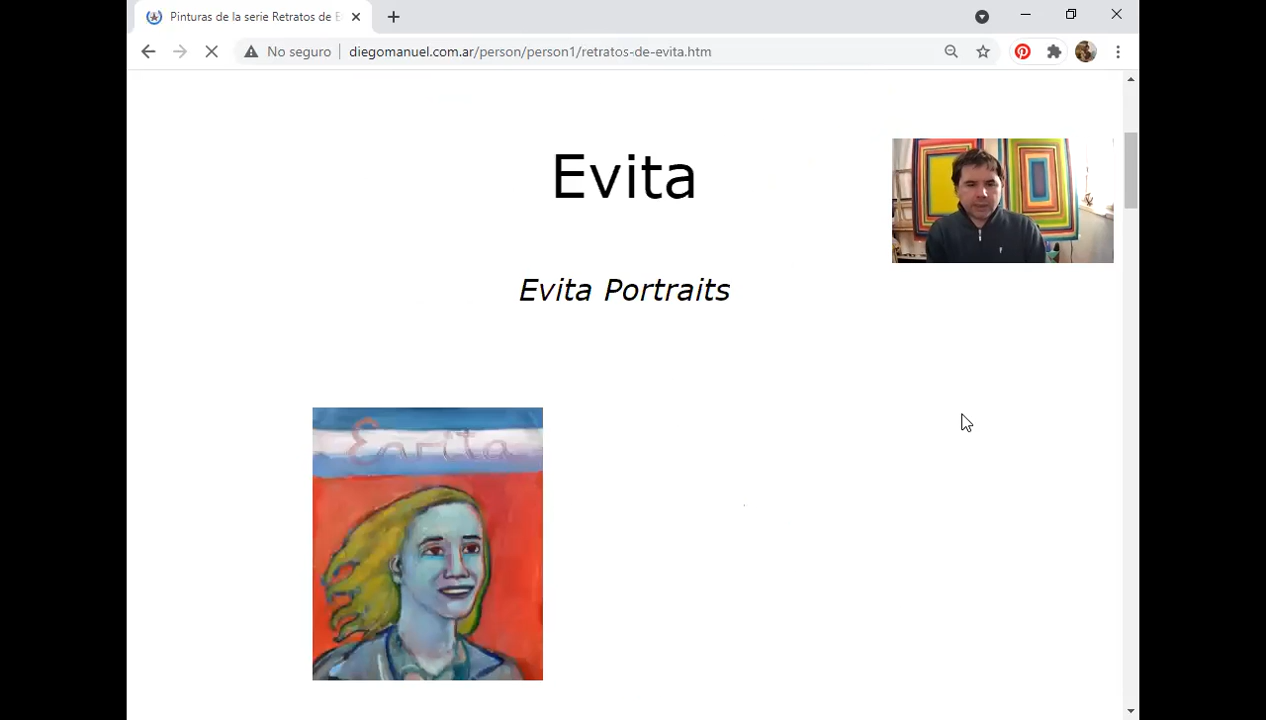 Pinturas de la serie Retratos de E
No seguro
diegomanuel.com.ar/person/person1/retratos-de-evita.htm
Evita
Evita Portraits